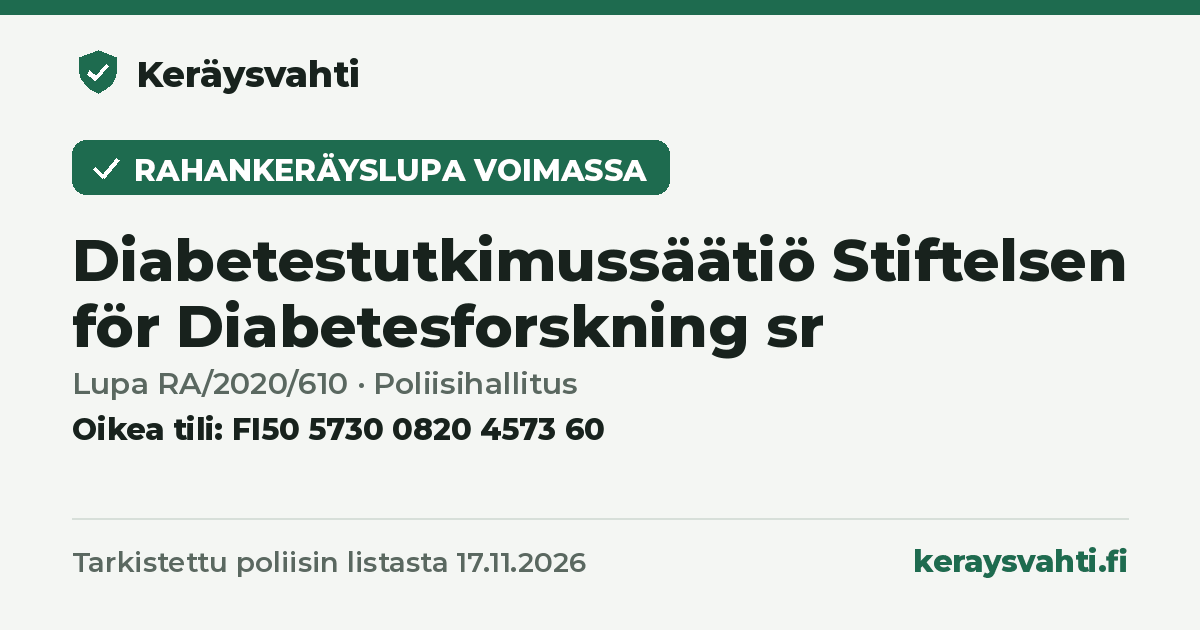 Keräysvahti
RAHANKERÄYSLUPA VOIMASSA
Diabetestutkimussäätiö Stiftelsen
för Diabetesforskning sr
Lupa RA/2020/610 · Poliisihallitus
Oikea tili: FI50 5730 0820 4573 60
Tarkistettu poliisin listasta 17.11.2026
keraysvahti.fi